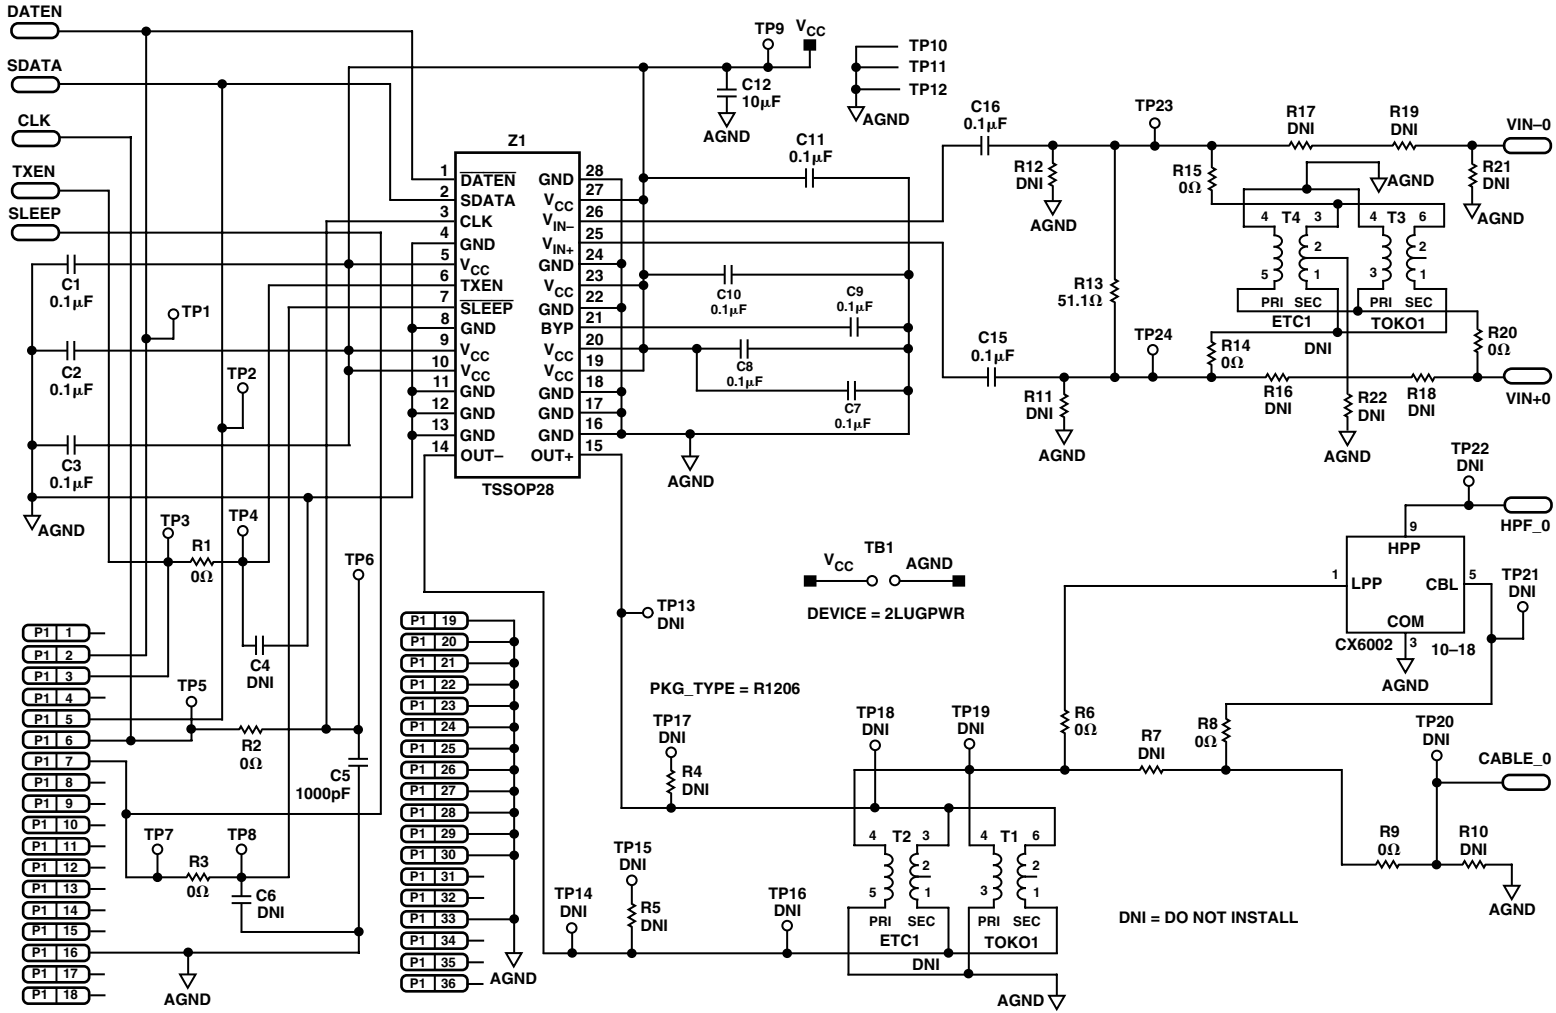 DATEN
SDATA
CLK
TXEN
SLEEP
C1
0.1µF
C2
0.1µF
C3
0.1µF
AGND
TP1
TP2
TP3
R1
0Ω
TP4
TP6
C4
DNI
TP5
R2
0Ω
C5
1000pF
TP7
R3
0Ω
TP8
C6
DNI
AGND
P1 1
P1 2
P1 3
P1 4
P1 5
P1 6
P1 7
P1 8
P1 9
P1 10
P1 11
P1 12
P1 13
P1 14
P1 15
P1 16
P1 17
P1 18
P1 19
P1 20
P1 21
P1 22
P1 23
P1 24
P1 25
P1 26
P1 27
P1 28
P1 29
P1 30
P1 31
P1 32
P1 33
P1 34
P1 35
P1 36
AGND
Z1
1 DATEN
2 SDATA
3 CLK
4 GND
5 VCC
6 TXEN
7 SLEEP
8 GND
9 VCC
10 VCC
11 GND
12 GND
13 GND
14 OUT–
GND 28
VCC 27
VIN– 26
VIN+ 25
GND 24
VCC 23
GND 22
BYP 21
VCC 20
VCC 19
GND 18
GND 17
GND 16
OUT+ 15
TSSOP28
TP9
VCC
C12
10µF
AGND
TP10
TP11
TP12
AGND
C11
0.1µF
C10
0.1µF
C9
0.1µF
C8
0.1µF
C7
0.1µF
AGND
C16
0.1µF
R12
DNI
AGND
TP23
R13
51.1Ω
C15
0.1µF
R11
DNI
AGND
TP24
R15
0Ω
R14
0Ω
R17
DNI
R19
DNI
VIN–0
R21
DNI
AGND
AGND
4 T4 3
2
5 1
PRI SEC
ETC1
4 T3 6
2
3 1
PRI SEC
TOKO1
DNI
R20
0Ω
R16
DNI
R22
DNI
R18
DNI
VIN+0
AGND
TP22
DNI
HPF_0
9
HPP
1 LPP
CBL 5
COM
3
CX6002
10–18
AGND
TP21
DNI
VCC
TB1
AGND
DEVICE = 2LUGPWR
TP13
DNI
PKG_TYPE = R1206
TP17
DNI
R4
DNI
TP18
DNI
TP19
DNI
R6
0Ω
R7
DNI
R8
0Ω
TP20
DNI
CABLE_0
R9
0Ω
R10
DNI
AGND
TP14
DNI
TP15
DNI
R5
DNI
TP16
DNI
4 T2 3
2
5 1
PRI SEC
ETC1
4 T1 6
2
3 1
PRI SEC
TOKO1
DNI
AGND
DNI = DO NOT INSTALL